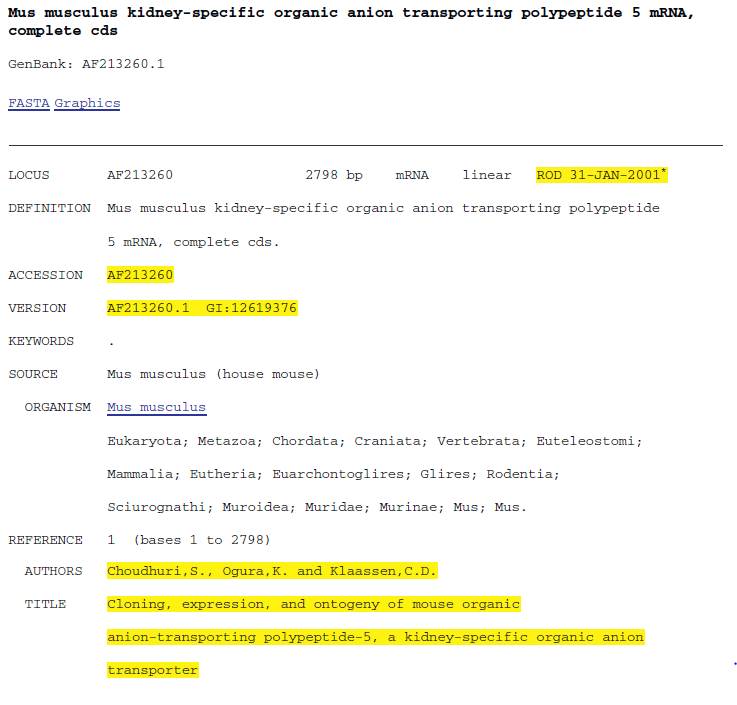 Mus musculus kidney-specific organic anion transporting polypeptide 5 mRNA,
complete cds
GenBank: AF213260.1
FASTA Graphics
LOCUS AF213260 2798 bp mRNA linear ROD 31-JAN-2001*
DEFINITION Mus musculus kidney-specific organic anion transporting polypeptide
5 mRNA, complete cds.
ACCESSION AF213260
VERSION AF213260.1 GI:12619376
KEYWORDS .
SOURCE Mus musculus (house mouse)
ORGANISM Mus musculus
Eukaryota; Metazoa; Chordata; Craniata; Vertebrata; Euteleostomi;
Mammalia; Eutheria; Euarchontoglires; Glires; Rodentia;
Sciurognathi; Muroidea; Muridae; Murinae; Mus; Mus.
REFERENCE 1 (bases 1 to 2798)
AUTHORS Choudhuri,S., Ogura,K. and Klaassen,C.D.
TITLE Cloning, expression, and ontogeny of mouse organic
anion-transporting polypeptide-5, a kidney-specific organic anion
transporter